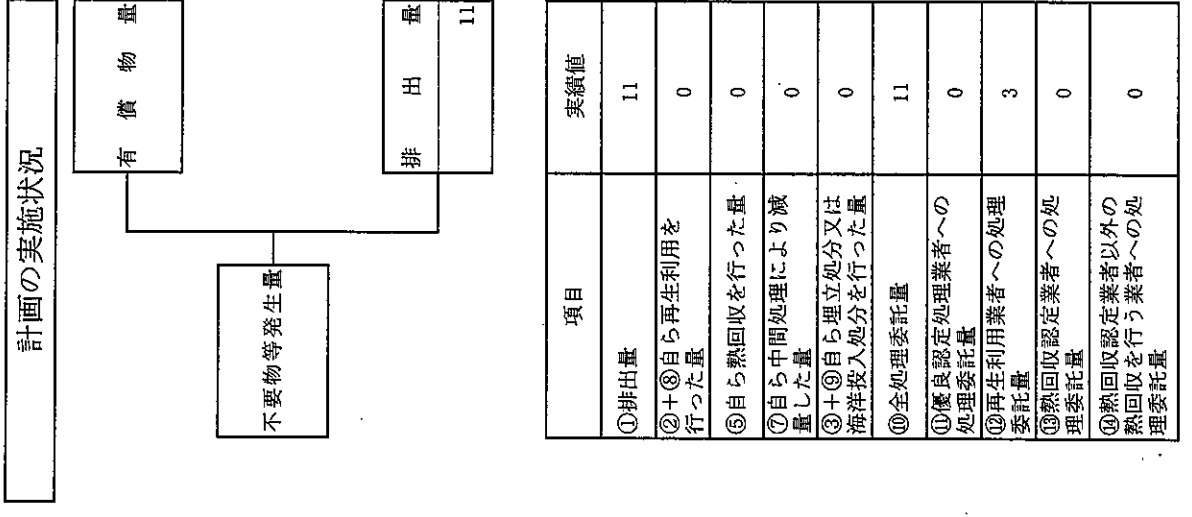 計画の実施状況
有償物量
不要物等発生量
排出量
11
項目
実績値
①排出量
11
②+⑧自ら再生利用を
行った量
0
⑤自ら熱回収を行った量
0
⑦自ら中間処理により減
量した量
0
③+⑨自ら埋立処分又は
海洋投入処分を行った量
0
⑩全処理委託量
11
⑪優良認定処理業者への
処理委託量
0
⑫再生利用業者への処理
委託量
3
⑬熱回収認定業者への処
理委託量
0
⑭熱回収認定業者以外の
熱回収を行う業者への処
理委託量
0